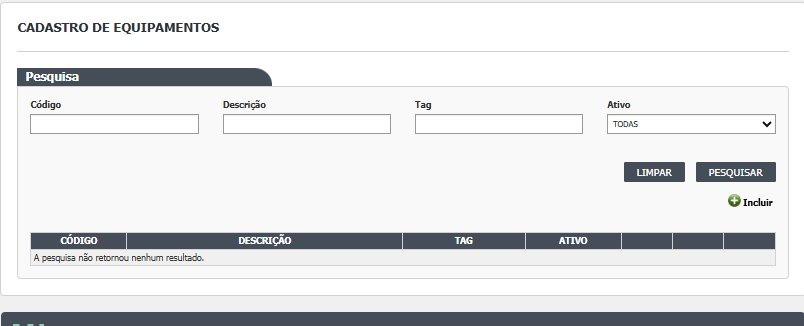 CADASTRO DE EQUIPAMENTOS
Pesquisa
Código Descrição Tag Ativo
TODAS
LIMPAR PESQUISAR
Incluir
CÓDIGO DESCRIÇÃO TAG ATIVO
A pesquisa não retornou nenhum resultado.